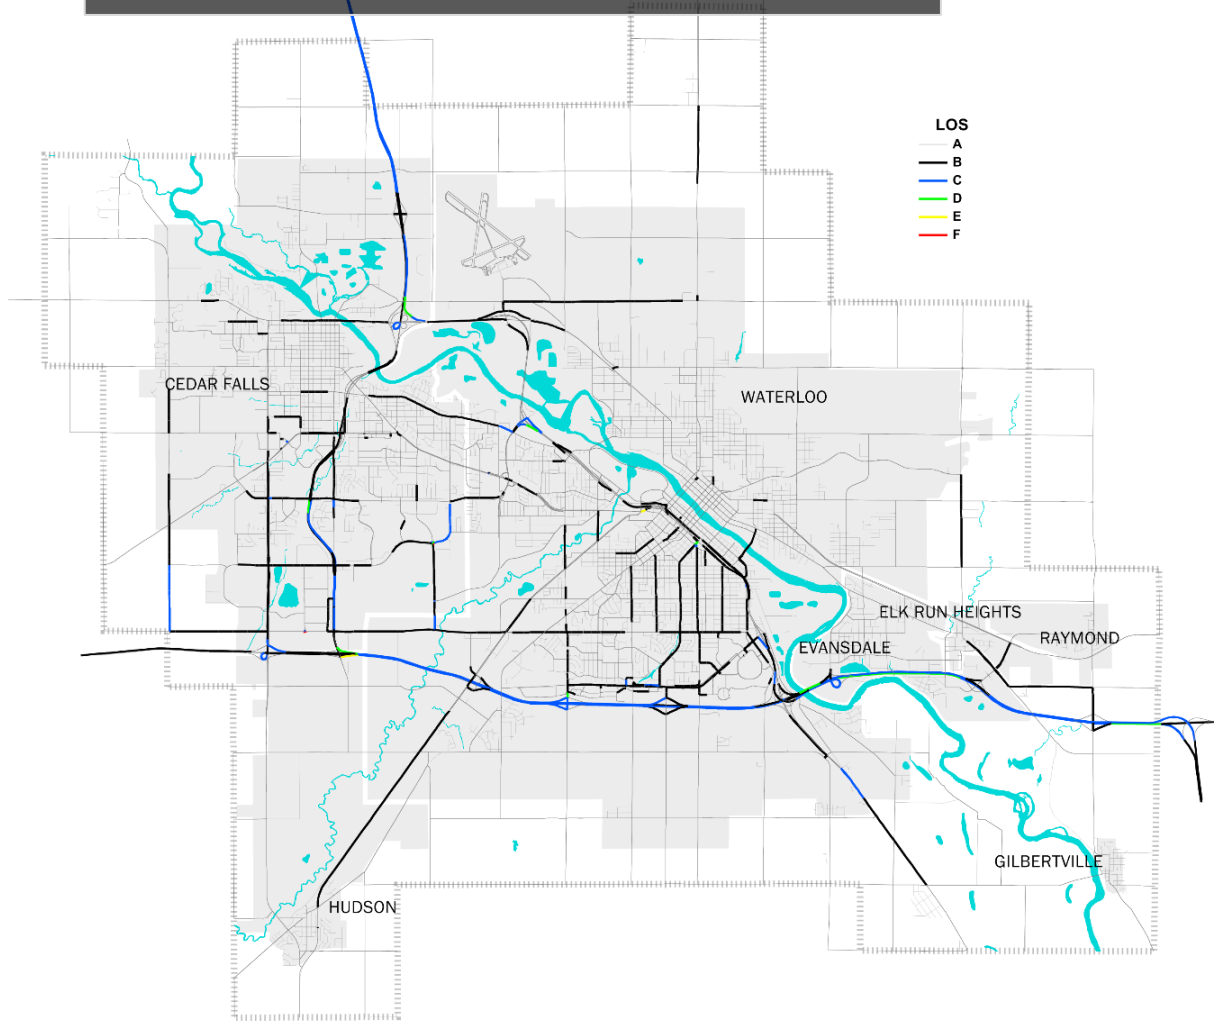 LOS
A
B
C
D
E
F
CEDAR FALLS
WATERLOO
ELK RUN HEIGHTS
RAYMOND
EVANSDALE
GILBERTVILLE
HUDSON